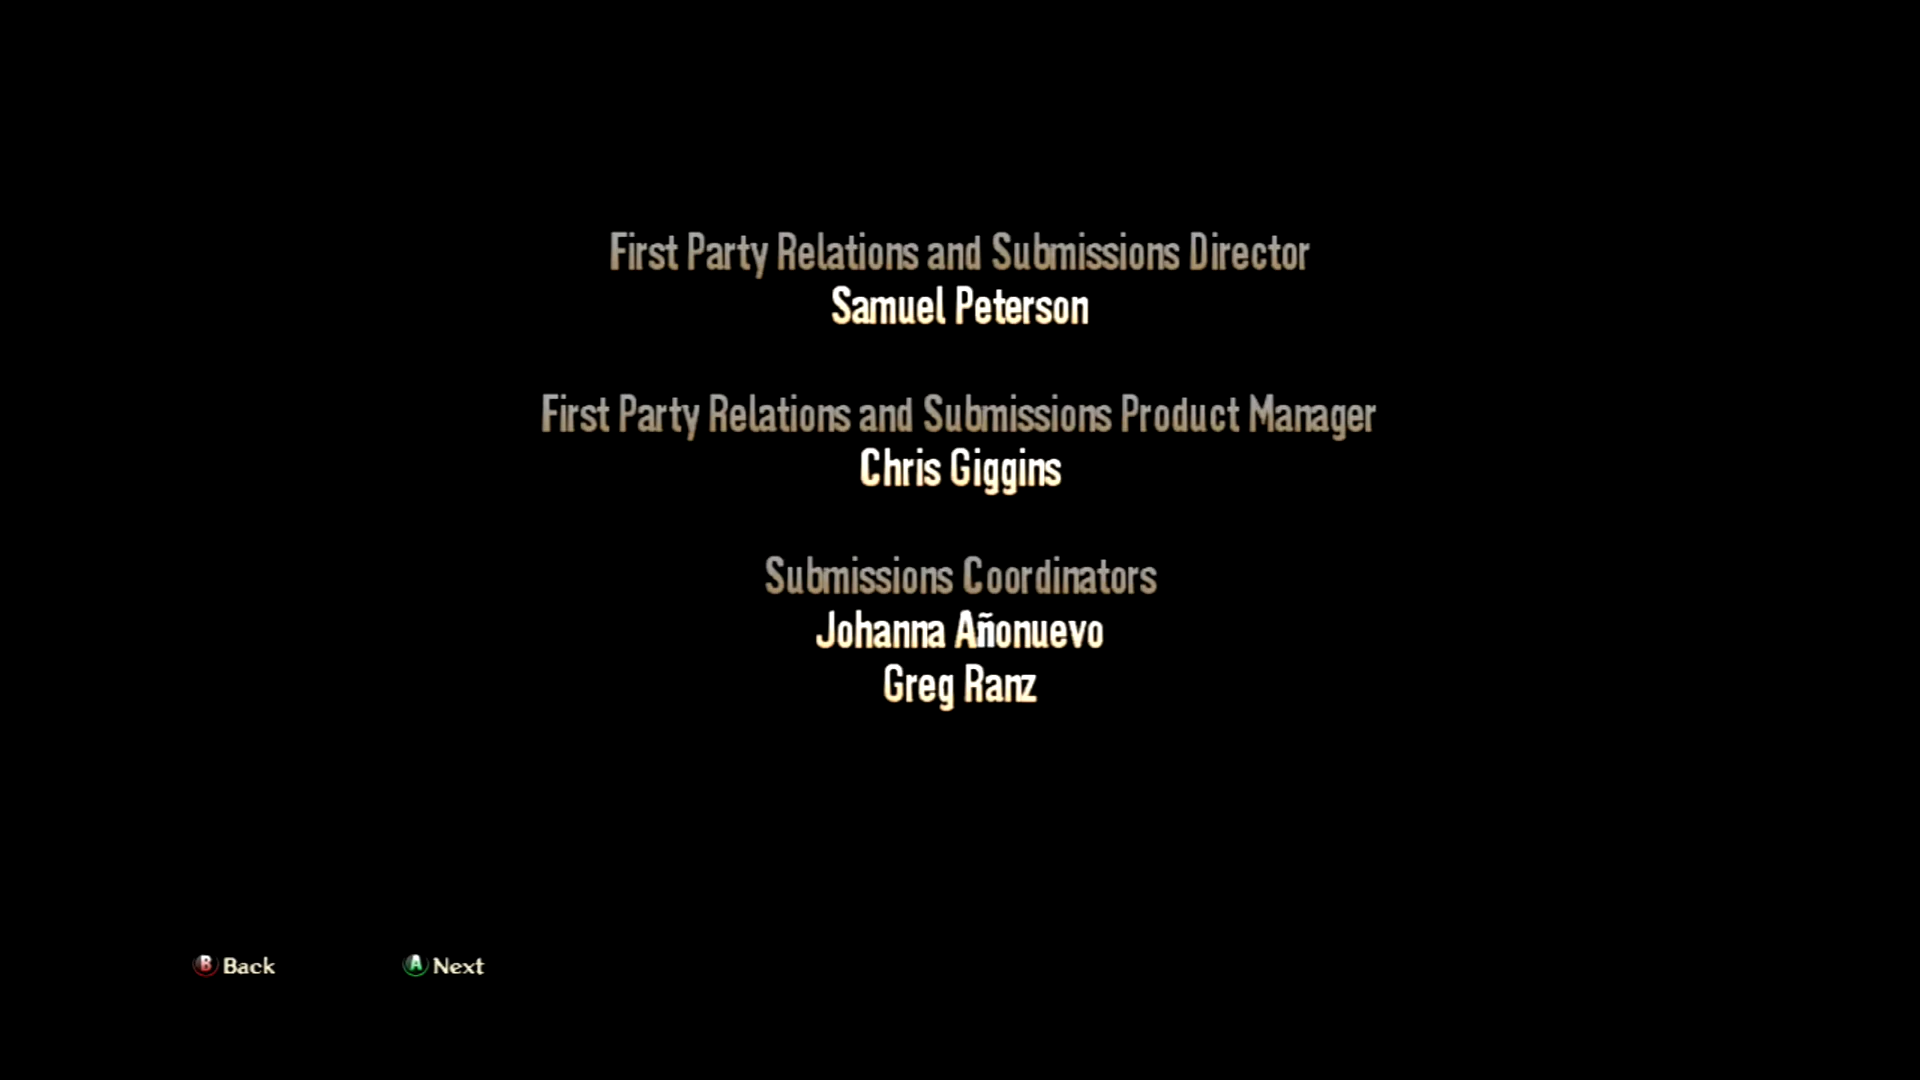 First Party Relations and Submissions Director
Samuel Peterson
First Party Relations and Submissions Product Manager
Chris Giggins
Submissions Coordinators
Johanna Añonuevo
Greg Ranz
B Back A Next